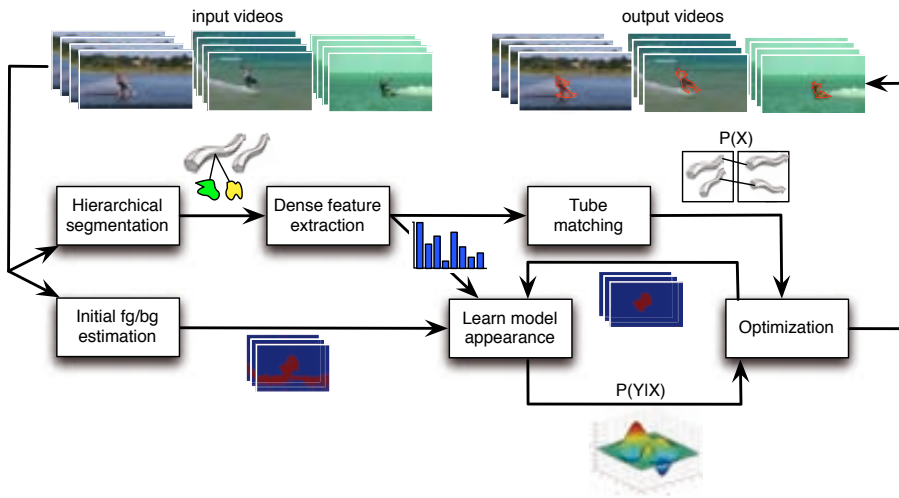 input videos
output videos
P(X)
Hierarchical
segmentation
Dense feature
extraction
Tube
matching
Initial fg/bg
estimation
Learn model
appearance
Optimization
P(Y|X)